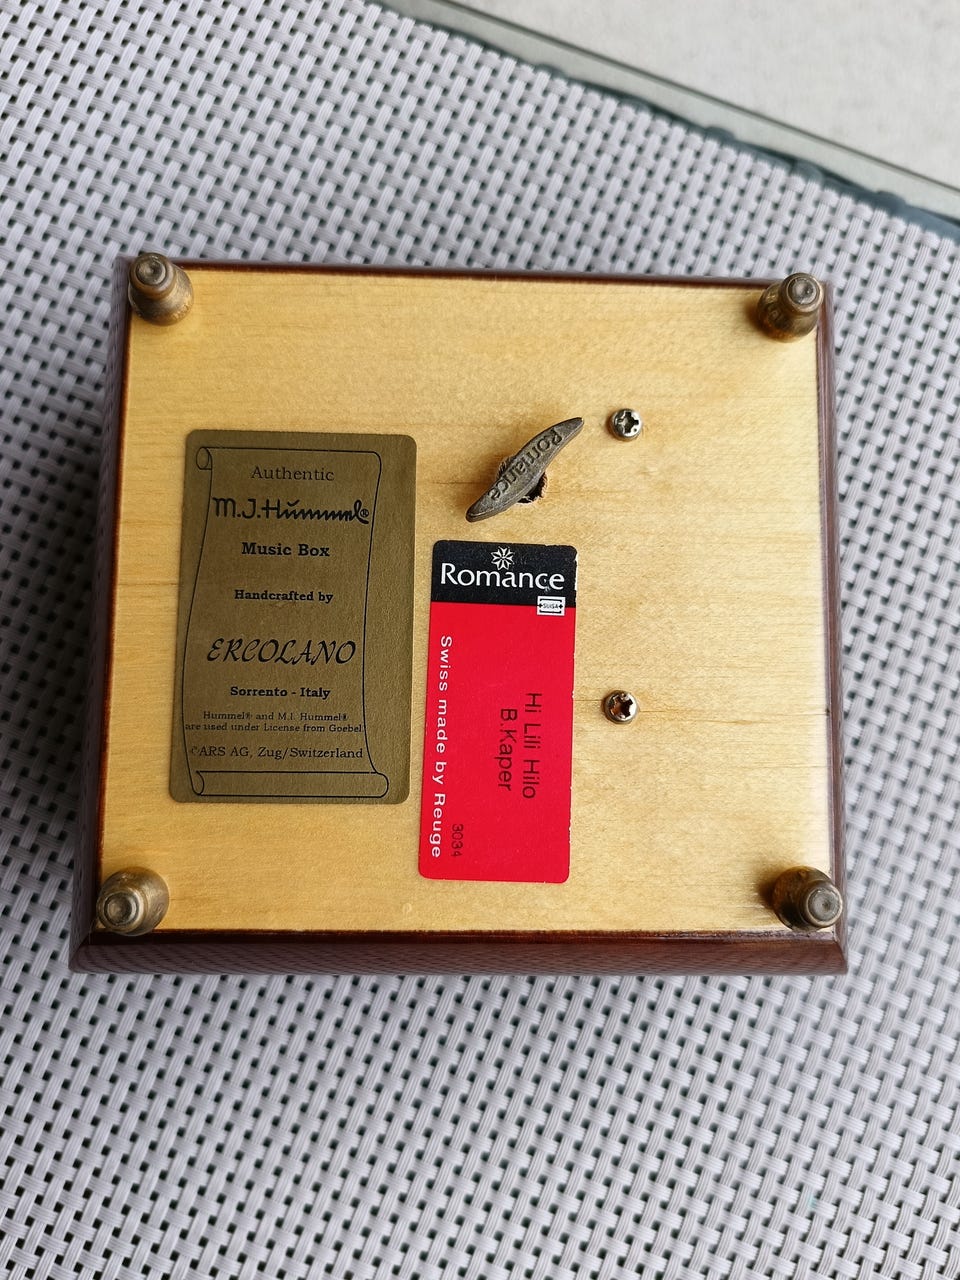 Authentic
M.J.Hummel®
Music Box
Handcrafted by
ERCOLANO
Sorrento - Italy
Hummel® and M.I. Hummel®
are used under License from Goebel
©ARS AG, Zug/Switzerland
Romance
Romance
SUISA
Swiss made by Reuge
Hi Lili Hilo
B.Kaper
3034